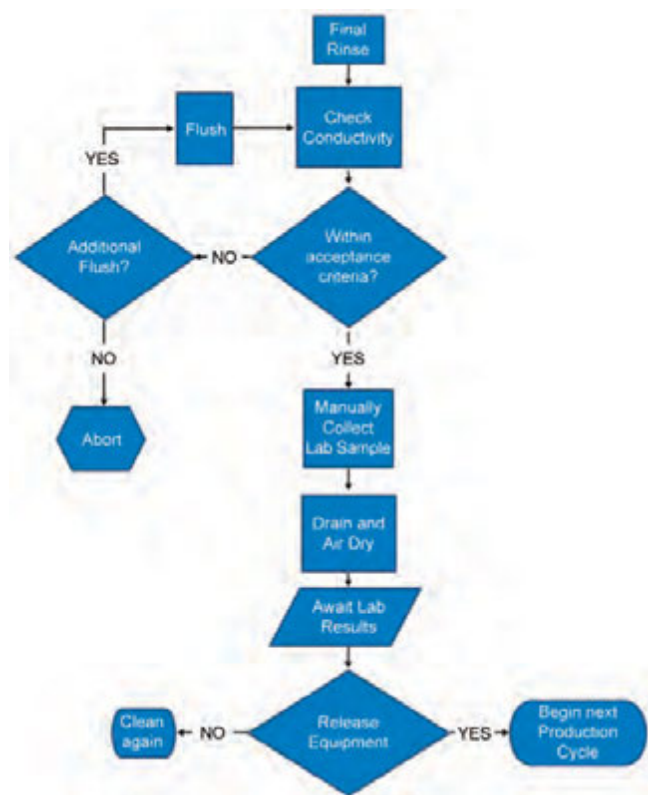 Final
Rinse
Flush
Check
Conductivity
YES
Additional
Flush?
NO
Within
acceptance
criteria?
NO
YES
Abort
Manually
Collect
Lab Sample
Drain and
Air Dry
Await Lab
Results
Clean
again
NO
Release
Equipment
YES
Begin next
Production
Cycle